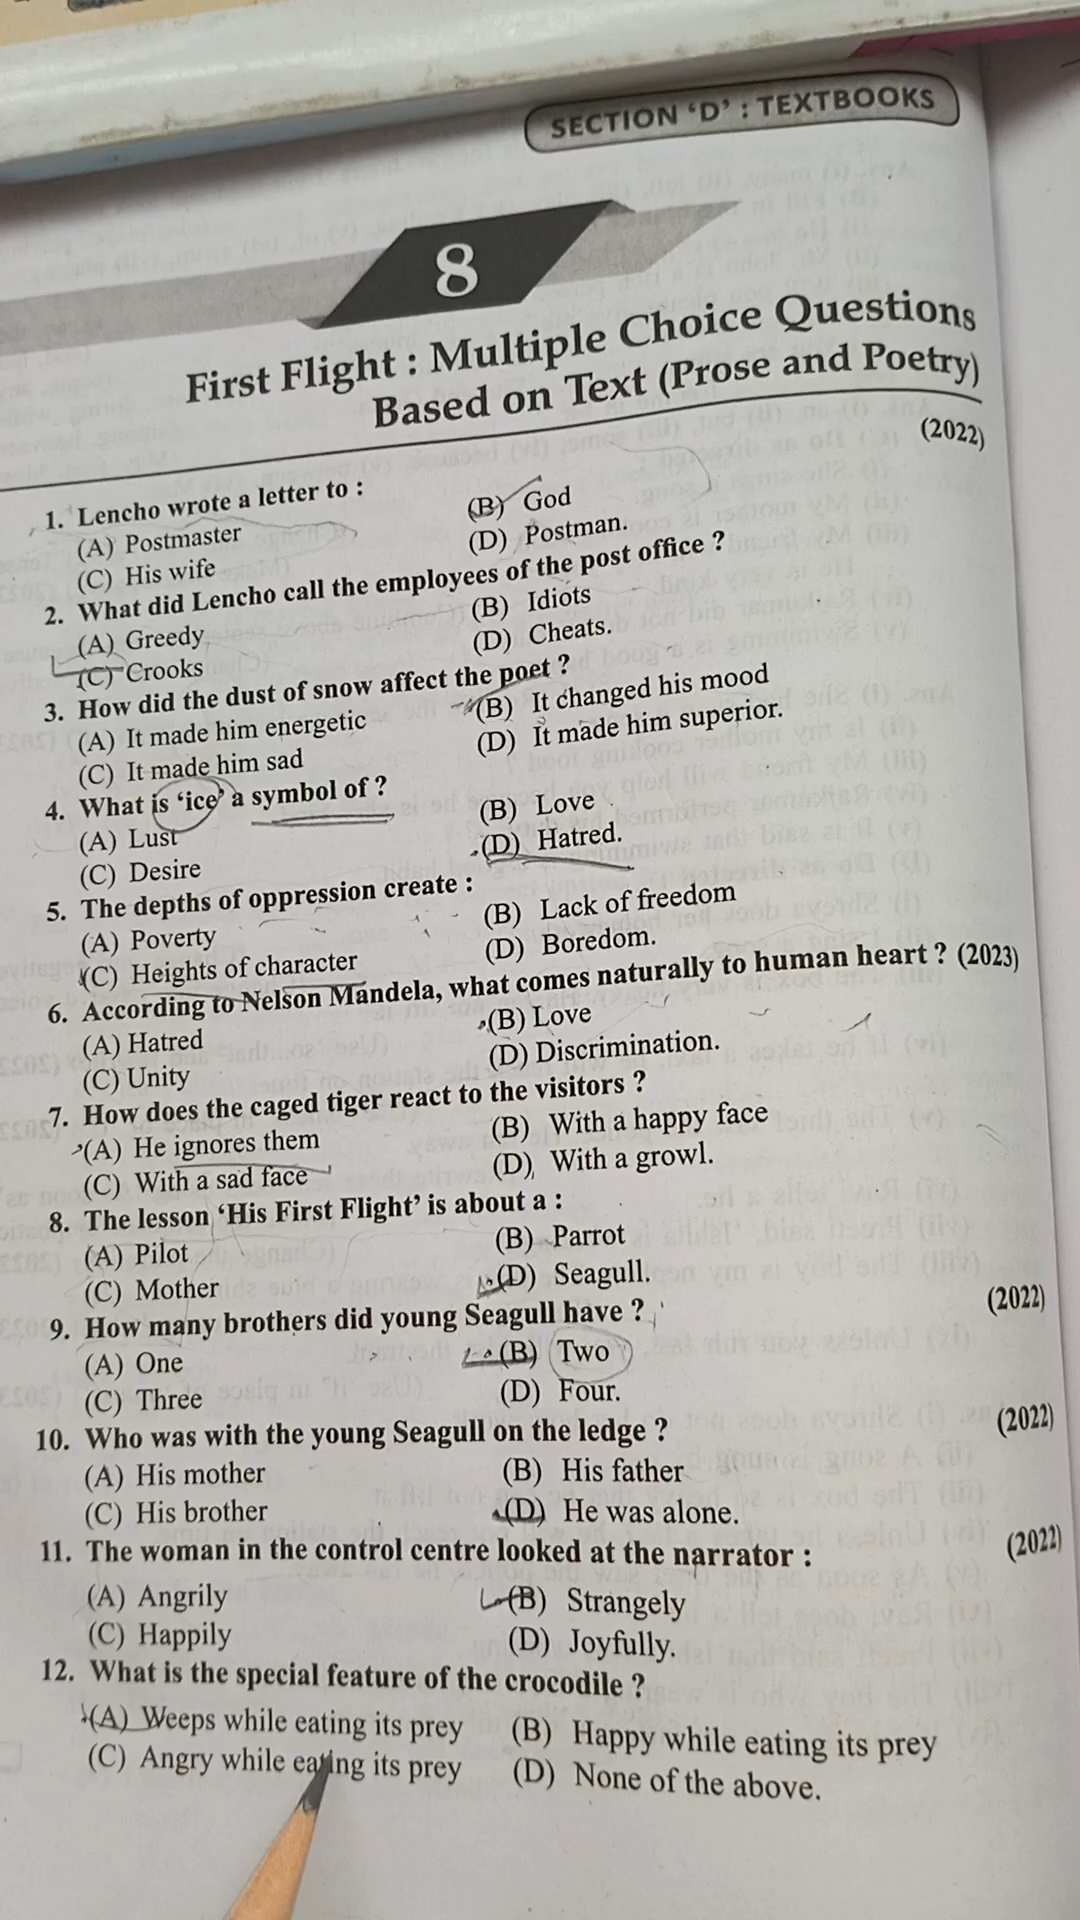 SECTION ‘D’ : TEXTBOOKS
8
First Flight : Multiple Choice Questions
Based on Text (Prose and Poetry)
(2022)
1. Lencho wrote a letter to :
(A) Postmaster (B) God
(C) His wife (D) Postman.
2. What did Lencho call the employees of the post office ?
(A) Greedy (B) Idiots
(C) Crooks (D) Cheats.
3. How did the dust of snow affect the poet ?
(A) It made him energetic (B) It changed his mood
(C) It made him sad (D) It made him superior.
4. What is ‘ice’ a symbol of ?
(A) Lust (B) Love
(C) Desire (D) Hatred.
5. The depths of oppression create :
(A) Poverty (B) Lack of freedom
(C) Heights of character (D) Boredom.
6. According to Nelson Mandela, what comes naturally to human heart ? (2023)
(A) Hatred (B) Love
(C) Unity (D) Discrimination.
7. How does the caged tiger react to the visitors ?
(A) He ignores them (B) With a happy face
(C) With a sad face (D) With a growl.
8. The lesson ‘His First Flight’ is about a :
(A) Pilot (B) Parrot
(C) Mother (D) Seagull.
9. How many brothers did young Seagull have ? (2022)
(A) One (B) Two
(C) Three (D) Four.
10. Who was with the young Seagull on the ledge ? (2022)
(A) His mother (B) His father
(C) His brother (D) He was alone.
11. The woman in the control centre looked at the narrator : (2022)
(A) Angrily (B) Strangely
(C) Happily (D) Joyfully.
12. What is the special feature of the crocodile ?
(A) Weeps while eating its prey (B) Happy while eating its prey
(C) Angry while eating its prey (D) None of the above.